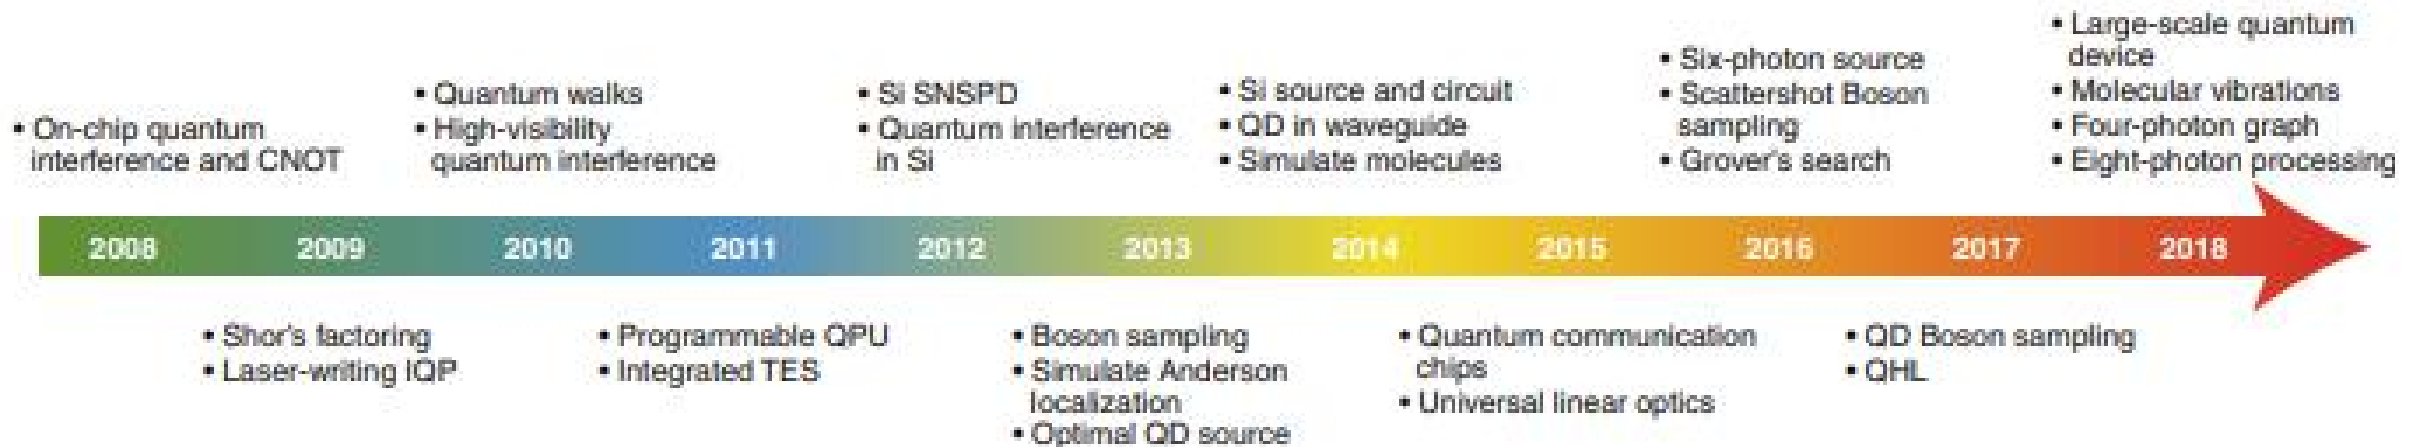 • On-chip quantum
interference and CNOT
• Quantum walks
• High-visibility
quantum interference
• Si SNSPD
• Quantum interference
in Si
• Si source and circuit
• QD in waveguide
• Simulate molecules
• Six-photon source
• Scattershot Boson
sampling
• Grover's search
• Large-scale quantum
device
• Molecular vibrations
• Four-photon graph
• Eight-photon processing
2008 2009 2010 2011 2012 2013 2014 2015 2016 2017 2018
• Shor's factoring
• Laser-writing IQP
• Programmable QPU
• Integrated TES
• Boson sampling
• Simulate Anderson
localization
• Optimal QD source
• Quantum communication
chips
• Universal linear optics
• QD Boson sampling
• QHL